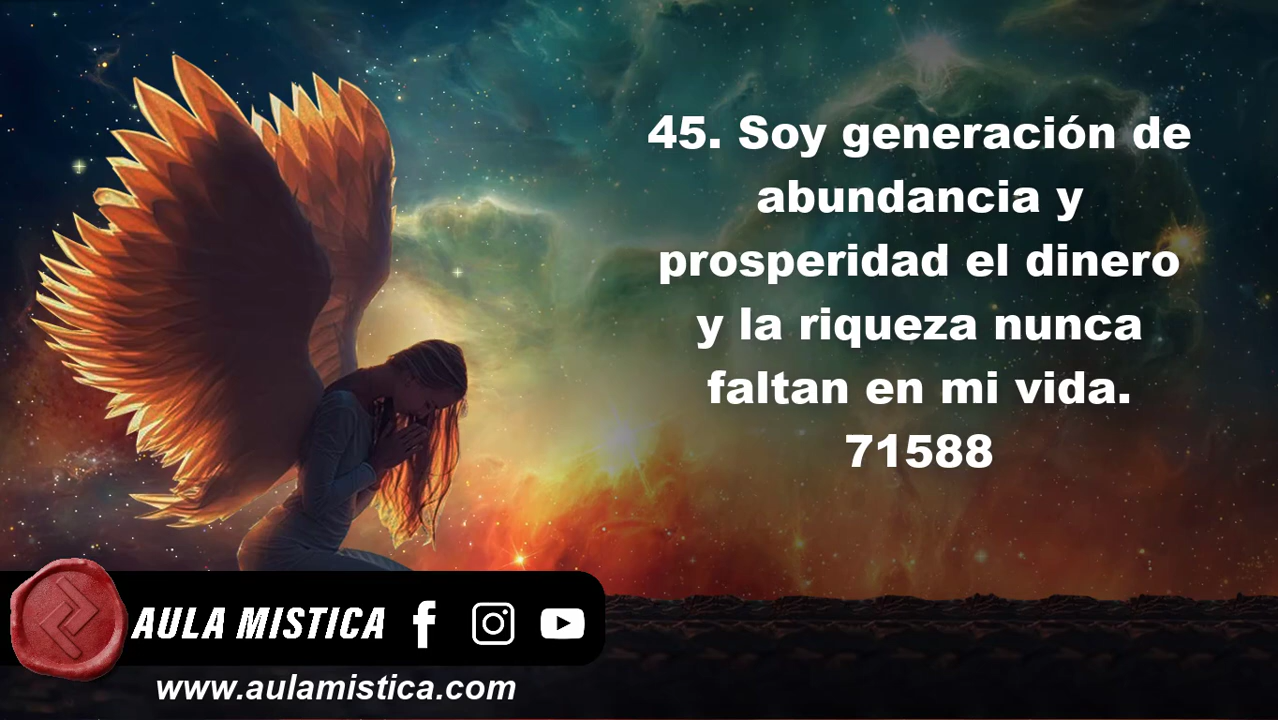 45. Soy generación de
abundancia y
prosperidad el dinero
y la riqueza nunca
faltan en mi vida.
71588
AULA MISTICA
www.aulamistica.com